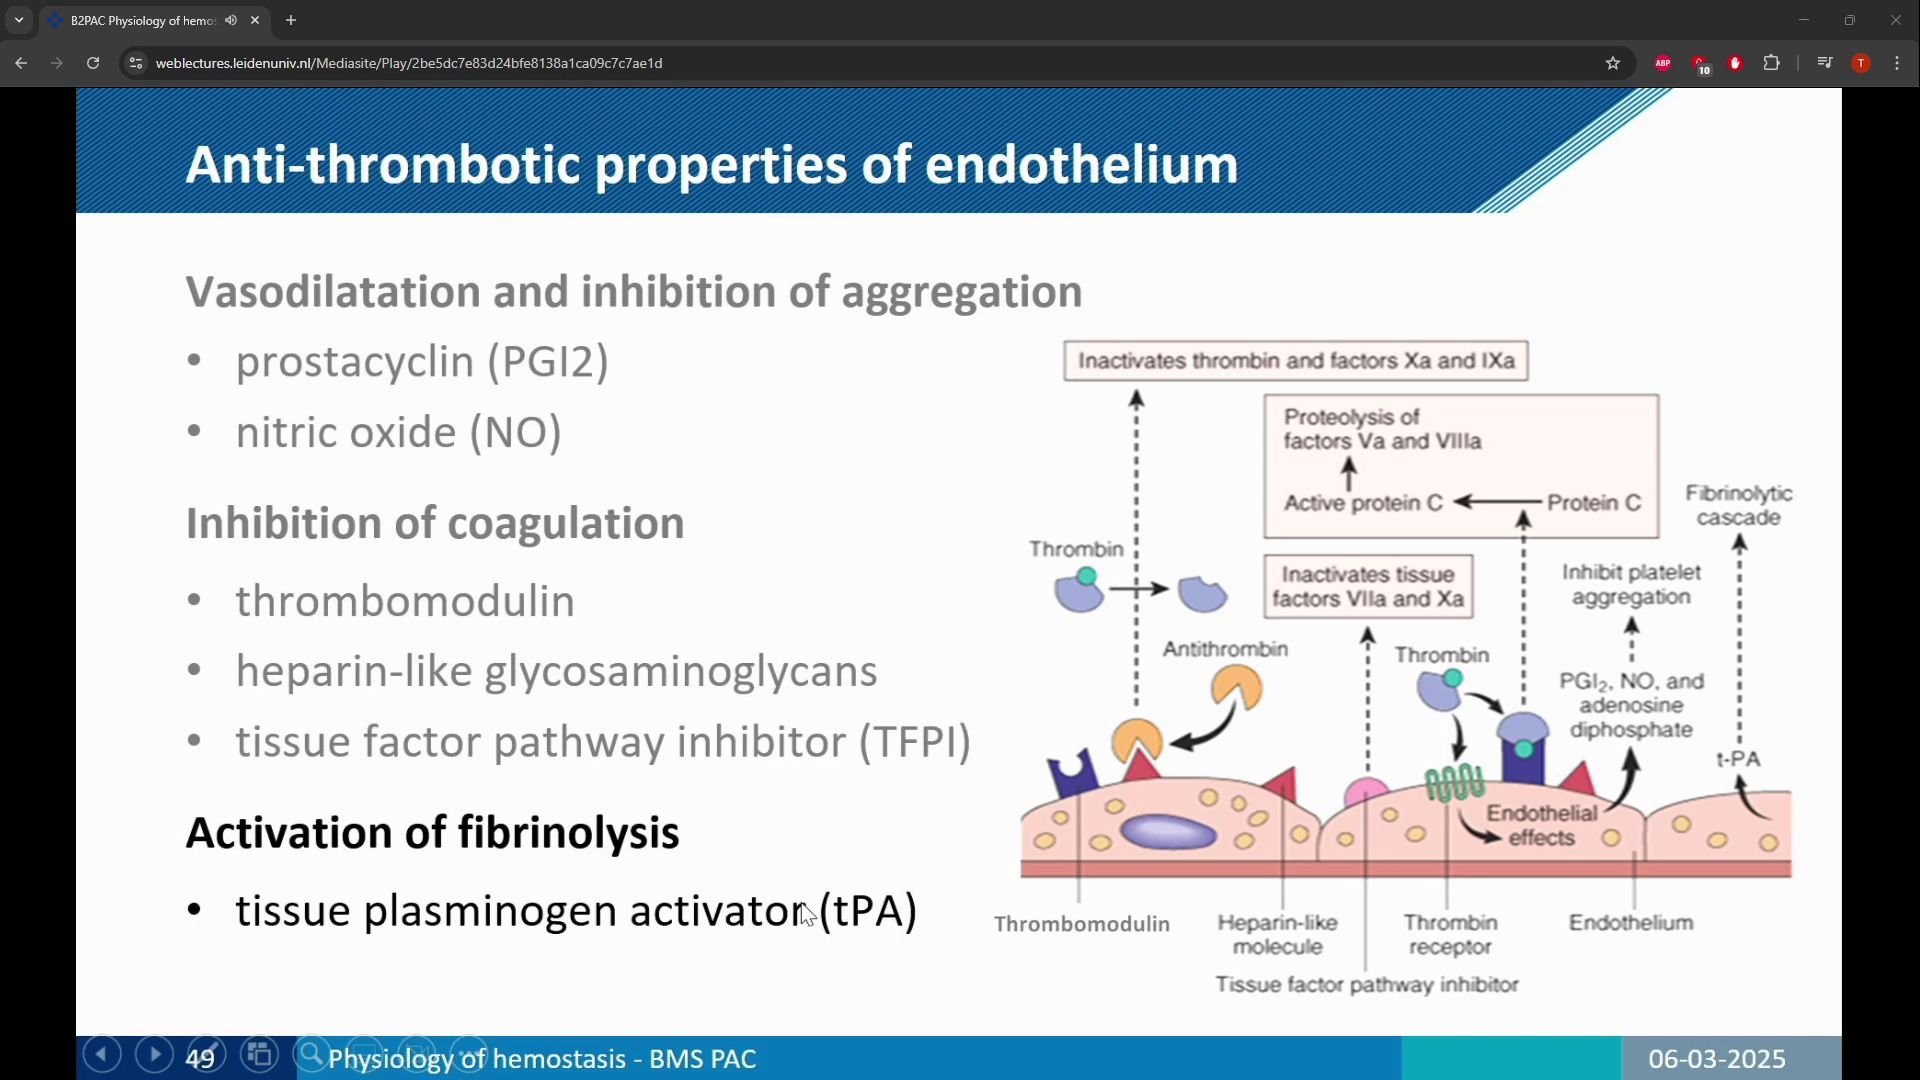 B2PAC Physiology of hemos
weblectures.leidenuniv.nl/Mediasite/Play/2be5dc7e83d24bfe8138a1ca09c7c7ae1d
ABP
10
T
Anti-thrombotic properties of endothelium
Vasodilatation and inhibition of aggregation
• prostacyclin (PGI2)
• nitric oxide (NO)
Inhibition of coagulation
• thrombomodulin
• heparin-like glycosaminoglycans
• tissue factor pathway inhibitor (TFPI)
Activation of fibrinolysis
• tissue plasminogen activator (tPA)
Inactivates thrombin and factors Xa and IXa
Proteolysis of
factors Va and VIIIa
Active protein C
Protein C
Fibrinolytic
cascade
Thrombin
Inactivates tissue
factors VIIa and Xa
Inhibit platelet
aggregation
Antithrombin
Thrombin
PGI₂, NO, and
adenosine
diphosphate
t-PA
Endothelial
effects
Thrombomodulin
Heparin-like
molecule
Thrombin
receptor
Endothelium
Tissue factor pathway inhibitor
49
Physiology of hemostasis - BMS PAC
06-03-2025